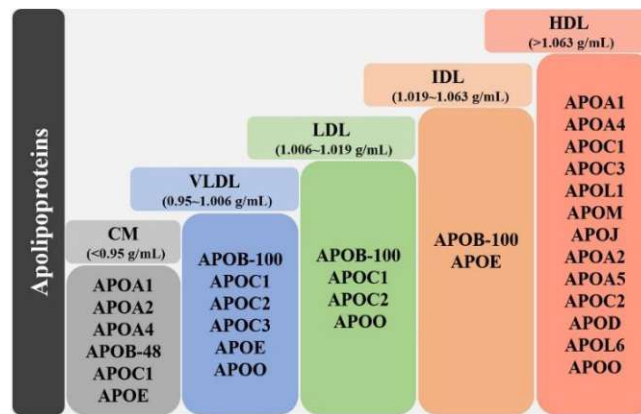 Apolipoproteins
CM
(<0.95 g/mL)
APOA1
APOA2
APOA4
APOB-48
APOC1
APOE
VLDL
(0.95~1.006 g/mL)
APOB-100
APOC1
APOC2
APOC3
APOE
APOO
LDL
(1.006~1.019 g/mL)
APOB-100
APOC1
APOC2
APOO
IDL
(1.019~1.063 g/mL)
APOB-100
APOE
HDL
(>1.063 g/mL)
APOA1
APOA4
APOC1
APOC3
APOL1
APOM
APOJ
APOA2
APOA5
APOC2
APOD
APOL6
APOO